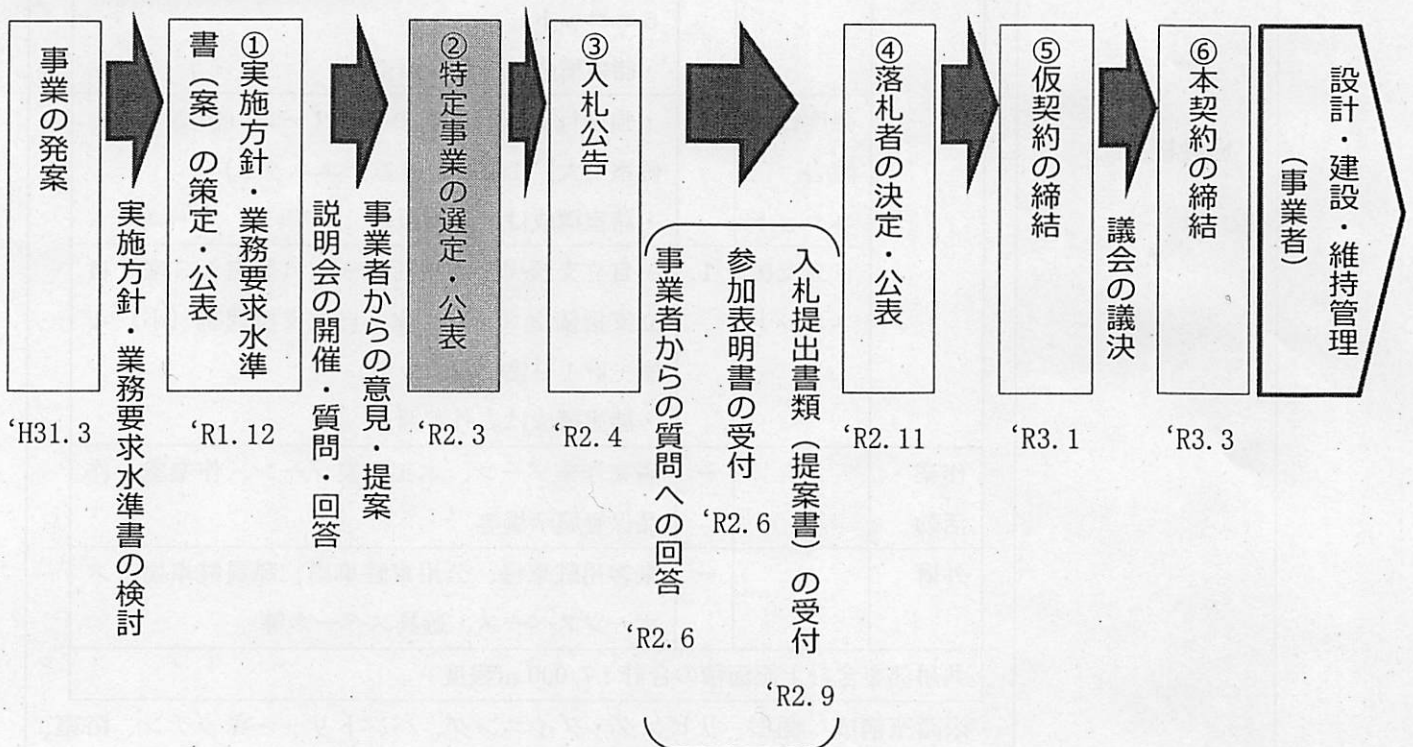 事業の発案
'H31.3
実施方針　業務要求水準書の検討
①実施方針・業務要求水準
書（案）の策定・公表
'R1.12
事業者からの意見・提案
説明会の開催・質問・回答
②特定事業の選定・公表
'R2.3
③入札公告
'R2.4
入札提出書類（提案書）の受付
'R2.9
参加表明書の受付
'R2.6
事業者からの質問への回答
'R2.6
④落札者の決定・公表
'R2.11
⑤仮契約の締結
'R3.1
議会の議決
⑥本契約の締結
'R3.3
設計・建設・維持管理
（事業者）